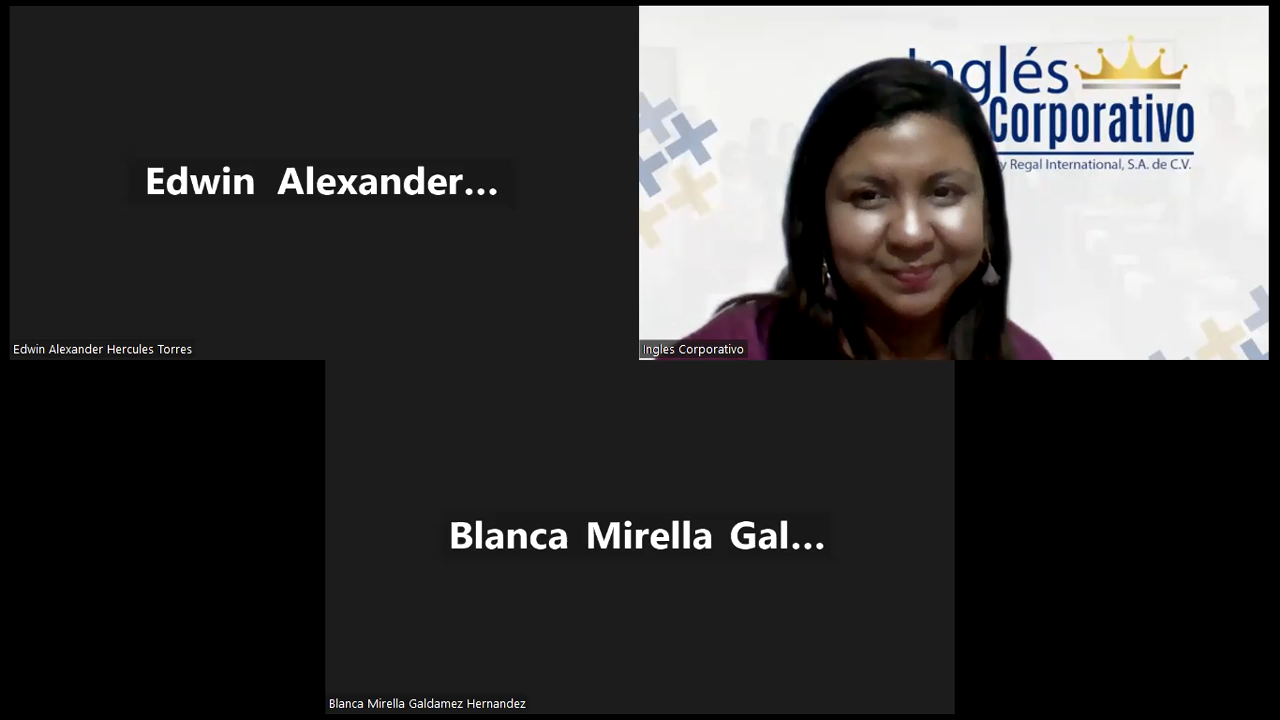 Edwin Alexander...
Edwin Alexander Hercules Torres
Inglés
Corporativo
y Regal International, S.A. de C.V.
Ingles Corporativo
Blanca Mirella Gal...
Blanca Mirella Galdamez Hernandez